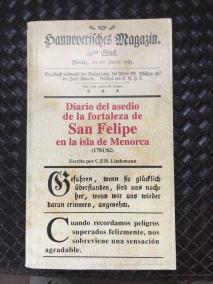 Hannoverisches Magazin.
Diario del asedio
de la fortaleza de
San Felipe
en la isla de Menorca
(1781/82)
Escrito por C.F.H. Lindemann
Gefahren, wenn sie glücklich
überstanden, sind uns nach-
her, wenn wir uns wieder
daran erinnern, angenehm.
Cuando recordamos peligros
superados felizmente, nos
sobreviene una sensación
agradable.